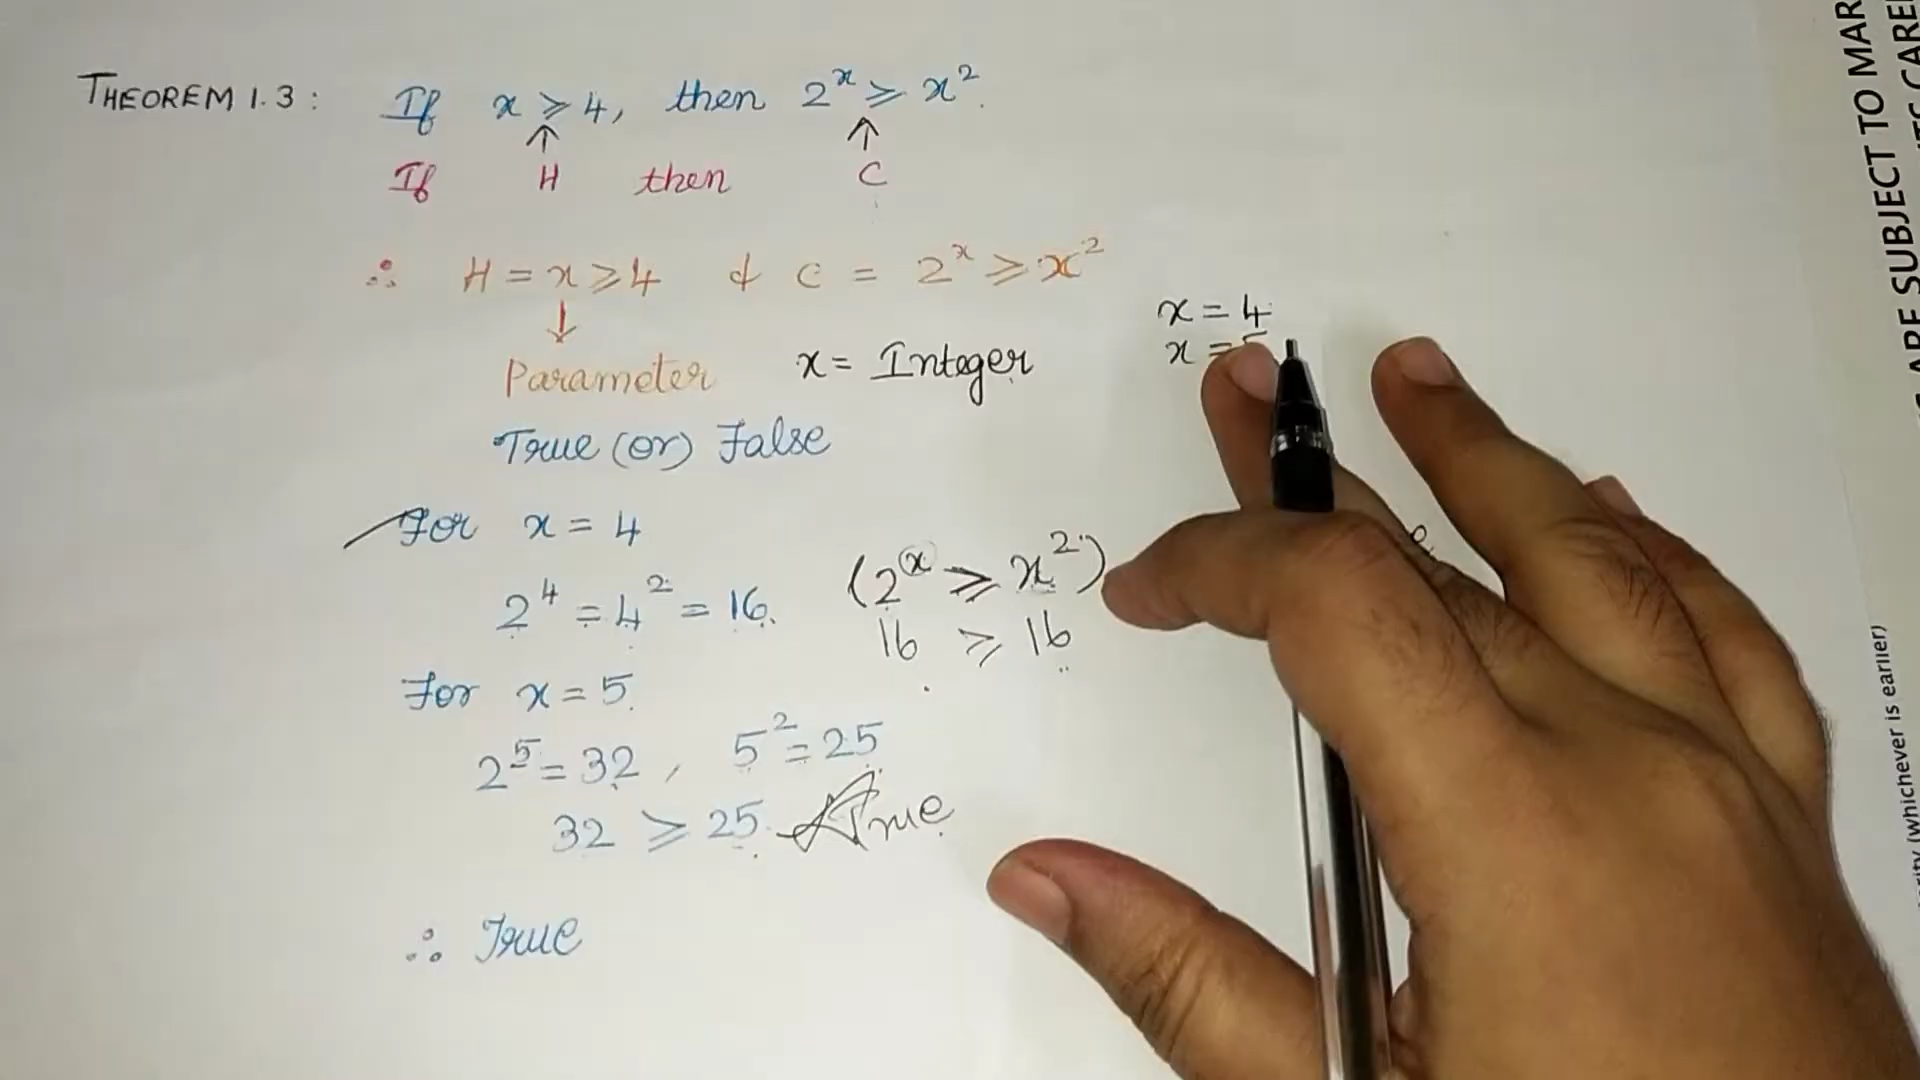 THEOREM 1.3: If x ≥ 4, then 2^x ≥ x^2.
↑ ↑
If H then C
∴ H = x ≥ 4 & C = 2^x ≥ x^2
↓
Parameter x = Integer
x = 4
x = 5
True (or) False
For x = 4
2^4 = 4^2 = 16. (2^x ≥ x^2)
16 ≥ 16
For x = 5.
2^5 = 32, 5^2 = 25
32 ≥ 25. True
∴ True
ARE SUBJECT TO MAR
(whichever is earlier)